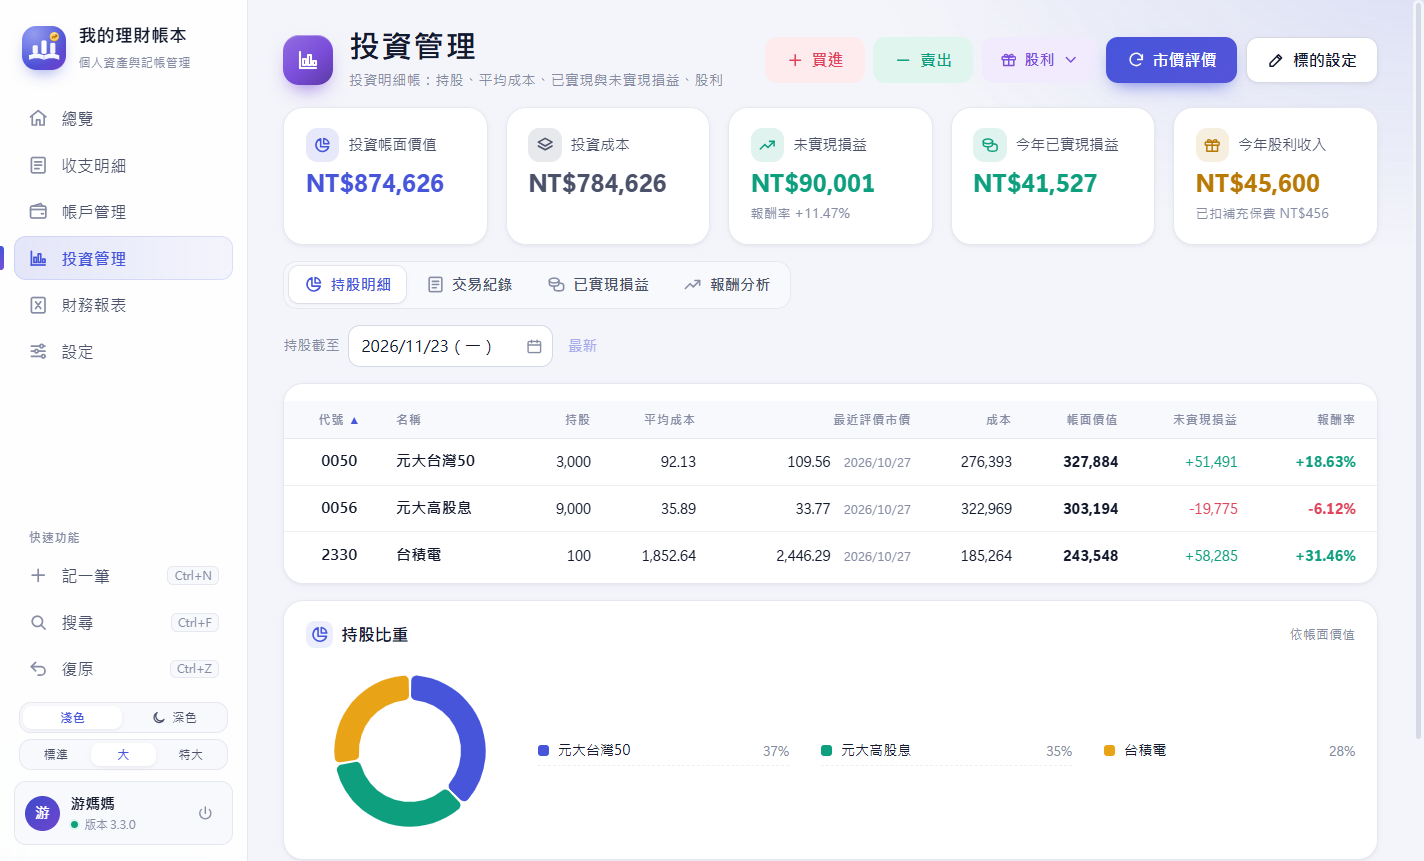 我的理財帳本
個人資產與記帳管理
總覽
收支明細
帳戶管理
投資管理
財務報表
設定
快速功能
記一筆 Ctrl+N
搜尋 Ctrl+F
復原 Ctrl+Z
淺色 深色
標準 大 特大
游 游媽媽
版本 3.3.0
投資管理
投資明細帳：持股、平均成本、已實現與未實現損益、股利
買進 賣出 股利 市價評價 標的設定
投資帳面價值
NT$874,626
投資成本
NT$784,626
未實現損益
NT$90,001
報酬率 +11.47%
今年已實現損益
NT$41,527
今年股利收入
NT$45,600
已扣補充保費 NT$456
持股明細 交易紀錄 已實現損益 報酬分析
持股截至 2026/11/23 ( 一 ) 最新
代號 ▲ 名稱 持股 平均成本 最近評價市價 成本 帳面價值 未實現損益 報酬率
0050 元大台灣50 3,000 92.13 109.56 2026/10/27 276,393 327,884 +51,491 +18.63%
0056 元大高股息 9,000 35.89 33.77 2026/10/27 322,969 303,194 -19,775 -6.12%
2330 台積電 100 1,852.64 2,446.29 2026/10/27 185,264 243,548 +58,285 +31.46%
持股比重 依帳面價值
元大台灣50 37% 元大高股息 35% 台積電 28%